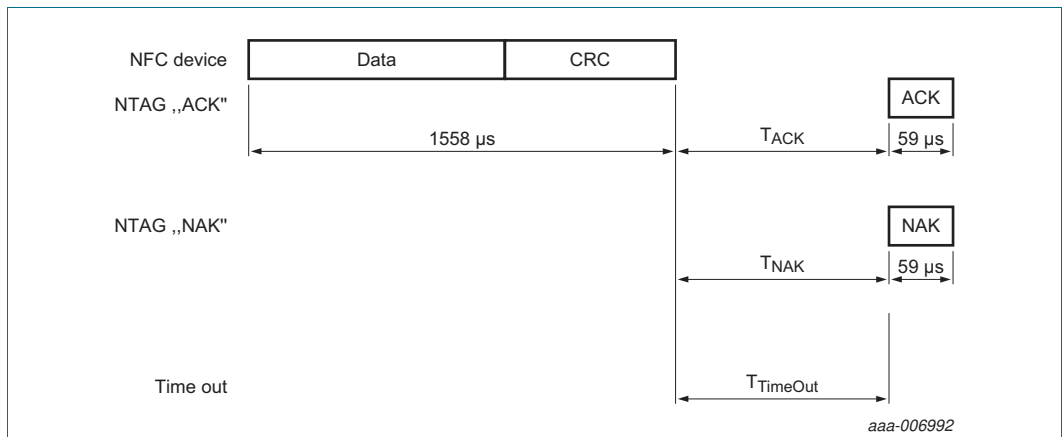 NFC device Data CRC
NTAG ,,ACK" ACK
1558 µs TACK 59 µs
NTAG ,,NAK" NAK
TNAK 59 µs
Time out TTimeOut
aaa-006992